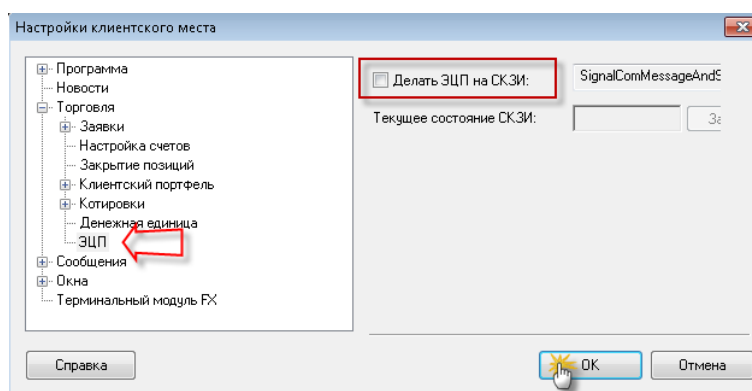 Настройки клиентского места
Программа
Новости
Торговля
Заявки
Настройка счетов
Закрытие позиций
Клиентский портфель
Котировки
Денежная единица
ЭЦП
Сообщения
Окна
Терминальный модуль FX
Делать ЭЦП на СКЗИ:
SignalComMessageAndS
Текущее состояние СКЗИ:
За
Справка
OK
Отмена